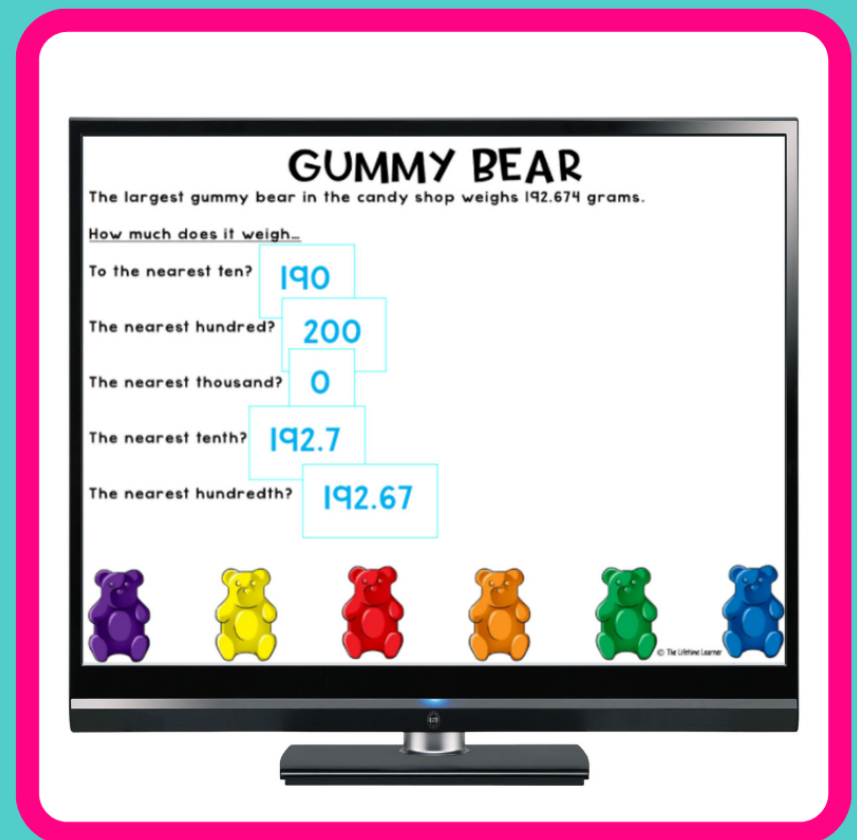 GUMMY BEAR
The largest gummy bear in the candy shop weighs 192.674 grams.
How much does it weigh...
To the nearest ten? 190
The nearest hundred? 200
The nearest thousand? 0
The nearest tenth? 192.7
The nearest hundredth? 192.67
© The Lifetime Learner